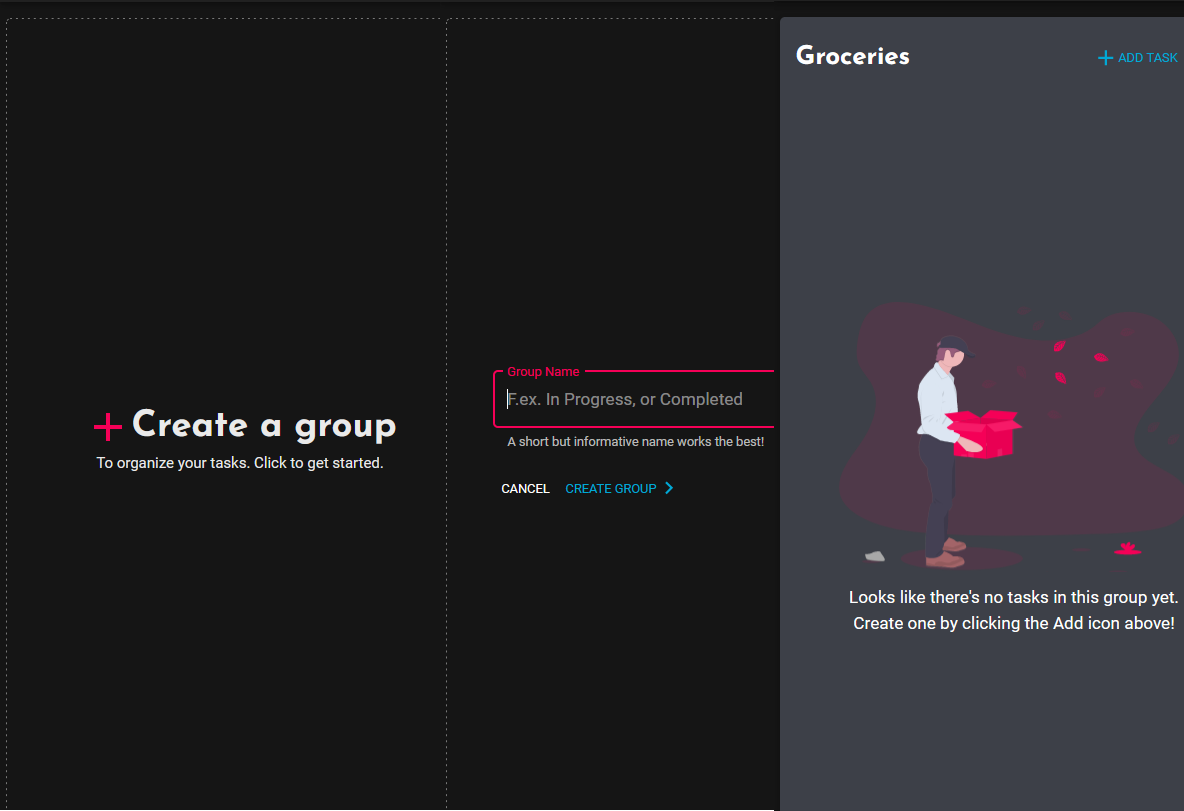 Create a group
To organize your tasks. Click to get started.
Group Name
F.ex. In Progress, or Completed
A short but informative name works the best!
CANCEL CREATE GROUP
Groceries
ADD TASK
Looks like there's no tasks in this group yet.
Create one by clicking the Add icon above!